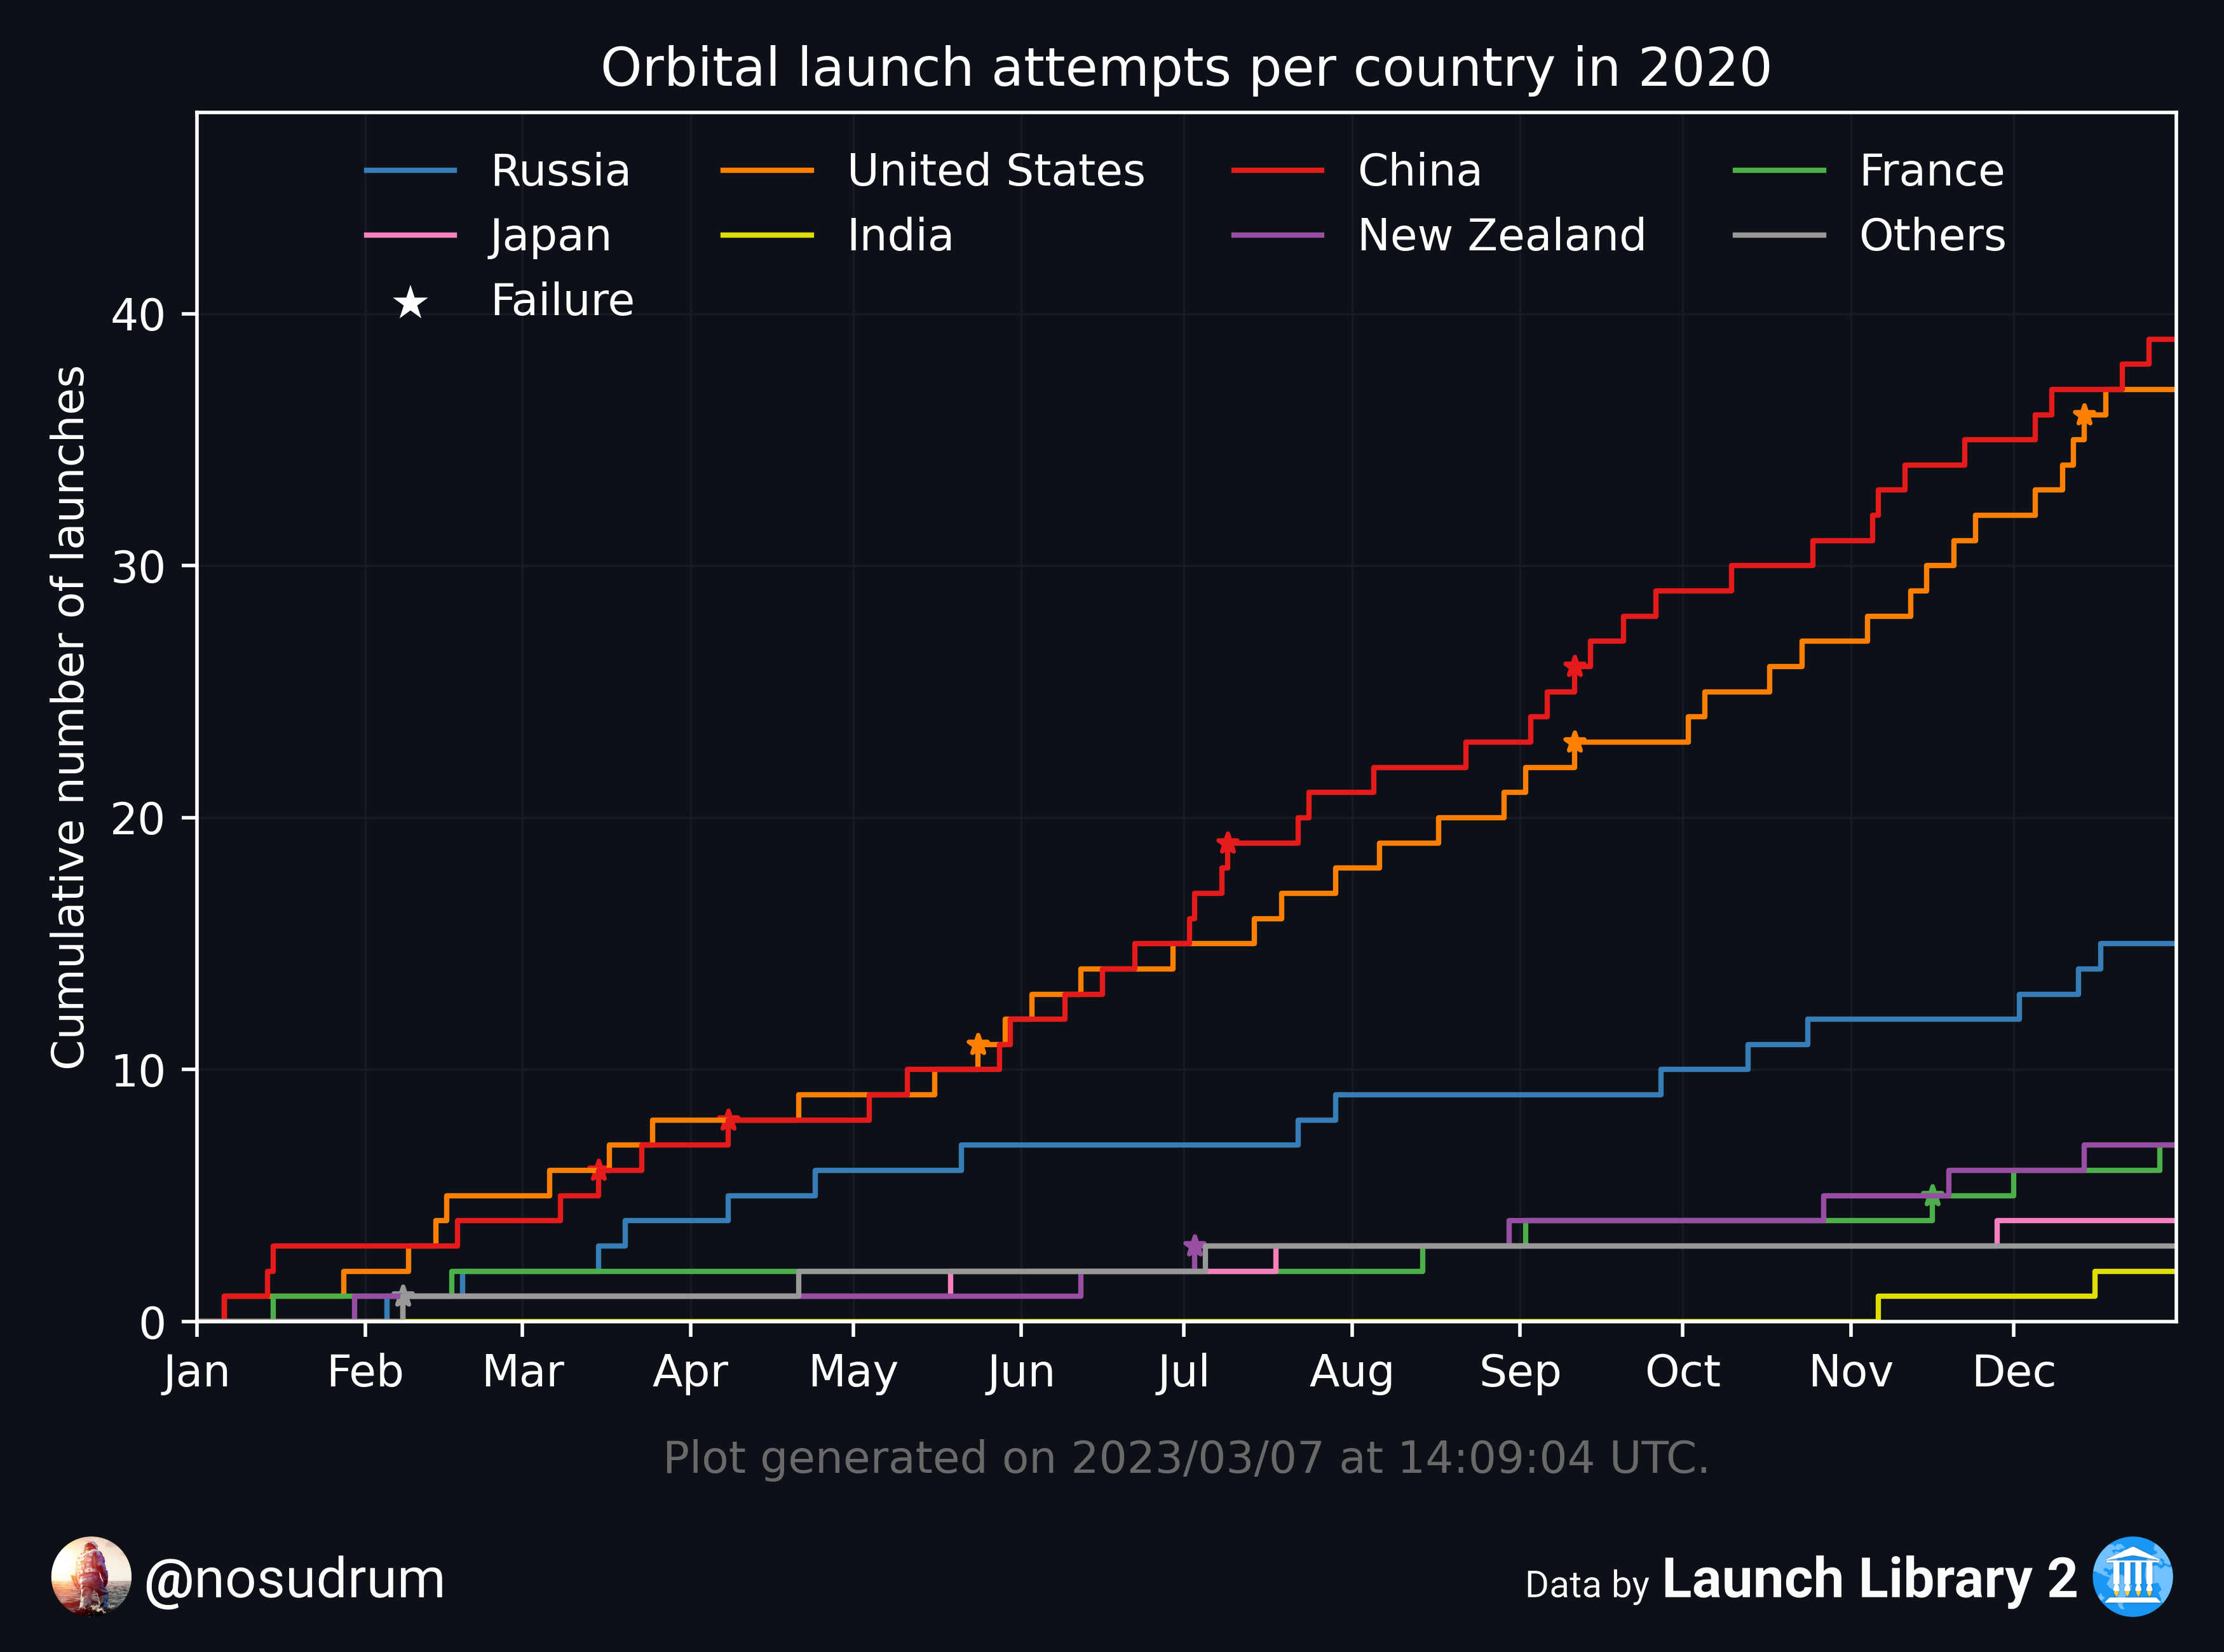 Orbital launch attempts per country in 2020
Russia United States China France
Japan India New Zealand Others
Failure
Cumulative number of launches
40
30
20
10
0
Jan Feb Mar Apr May Jun Jul Aug Sep Oct Nov Dec
Plot generated on 2023/03/07 at 14:09:04 UTC.
@nosudrum
Data by Launch Library 2